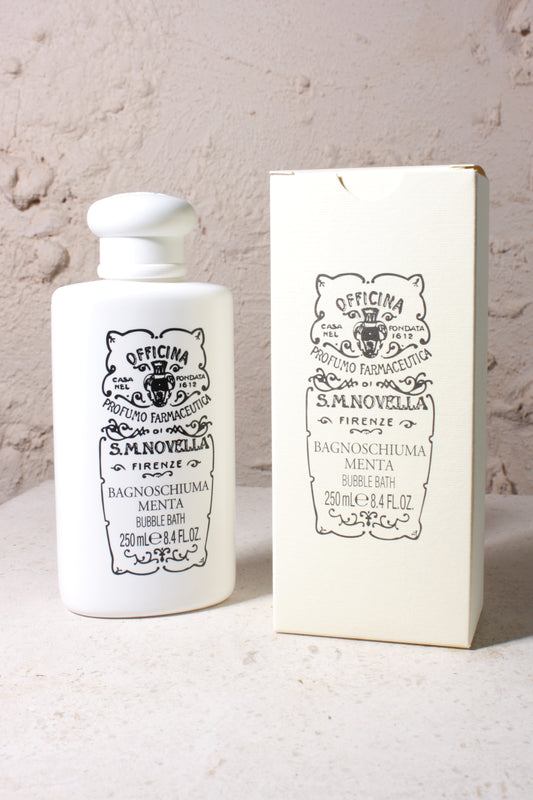 OFFICINA
CASA FONDATA
NEL 1612
PROFUMO FARMACEUTICA
DI
S.M.NOVELLA
FIRENZE
BAGNOSCHIUMA
MENTA
BUBBLE BATH
250 mL℮8.4 FL.OZ.
OFFICINA
CASA FONDATA
NEL 1612
PROFUMO FARMACEUTICA
DI
S.M.NOVELLA
FIRENZE
BAGNOSCHIUMA
MENTA
BUBBLE BATH
250 mL℮8.4 FL.OZ.